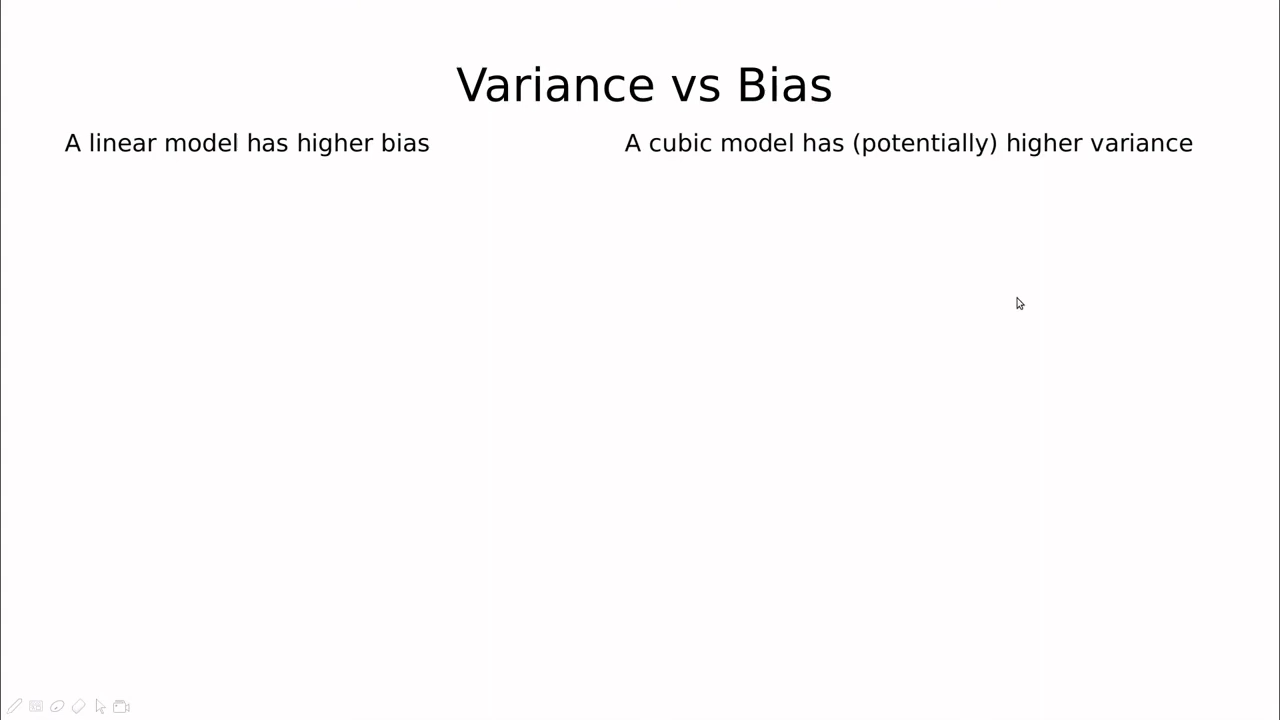 Variance vs Bias
A linear model has higher bias
A cubic model has (potentially) higher variance